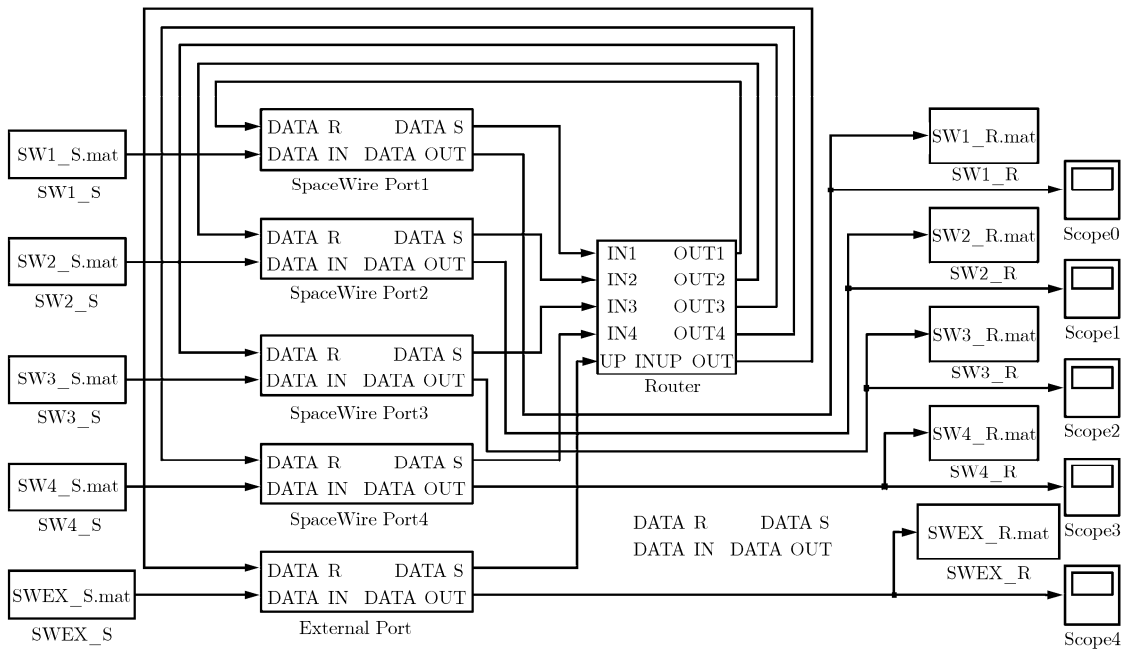 SW1_S.mat
SW1_S
SW2_S.mat
SW2_S
SW3_S.mat
SW3_S
SW4_S.mat
SW4_S
SWEX_S.mat
SWEX_S
DATA R DATA S
DATA IN DATA OUT
SpaceWire Port1
DATA R DATA S
DATA IN DATA OUT
SpaceWire Port2
DATA R DATA S
DATA IN DATA OUT
SpaceWire Port3
DATA R DATA S
DATA IN DATA OUT
SpaceWire Port4
DATA R DATA S
DATA IN DATA OUT
External Port
IN1 OUT1
IN2 OUT2
IN3 OUT3
IN4 OUT4
UP INUP OUT
Router
DATA R DATA S
DATA IN DATA OUT
SW1_R.mat
SW1_R
Scope0
SW2_R.mat
SW2_R
Scope1
SW3_R.mat
SW3_R
Scope2
SW4_R.mat
SW4_R
Scope3
SWEX_R.mat
SWEX_R
Scope4